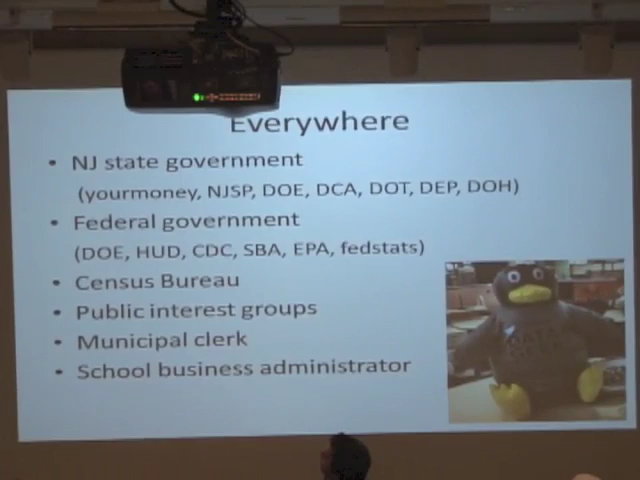 Everywhere
• NJ state government
(yourmoney, NJSP, DOE, DCA, DOT, DEP, DOH)
• Federal government
(DOE, HUD, CDC, SBA, EPA, fedstats)
• Census Bureau
• Public interest groups
• Municipal clerk
• School business administrator
DATA